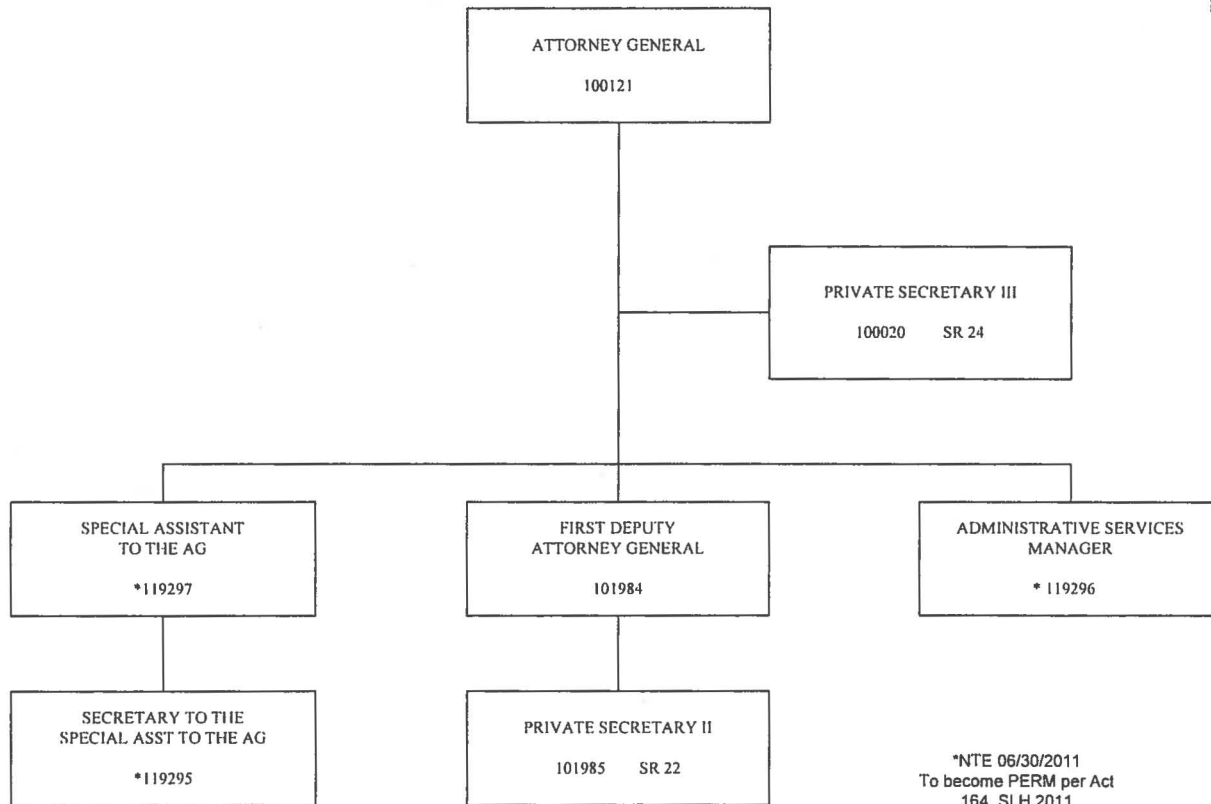 ATTORNEY GENERAL
100121
PRIVATE SECRETARY III
100020 SR 24
SPECIAL ASSISTANT
TO THE AG
*119297
FIRST DEPUTY
ATTORNEY GENERAL
101984
ADMINISTRATIVE SERVICES
MANAGER
* 119296
SECRETARY TO THE
SPECIAL ASST TO THE AG
*119295
PRIVATE SECRETARY II
101985 SR 22
*NTE 06/30/2011
To become PERM per Act
164, SLH 2011